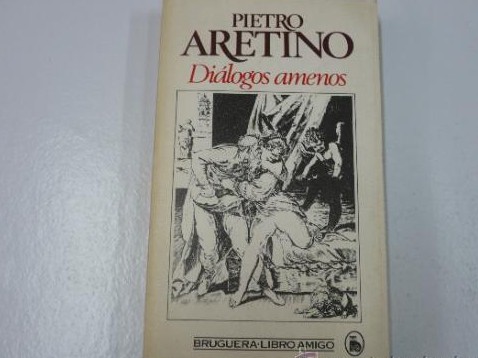 PIETRO
ARETINO
Diálogos amenos
BRUGUERA·LIBRO AMIGO